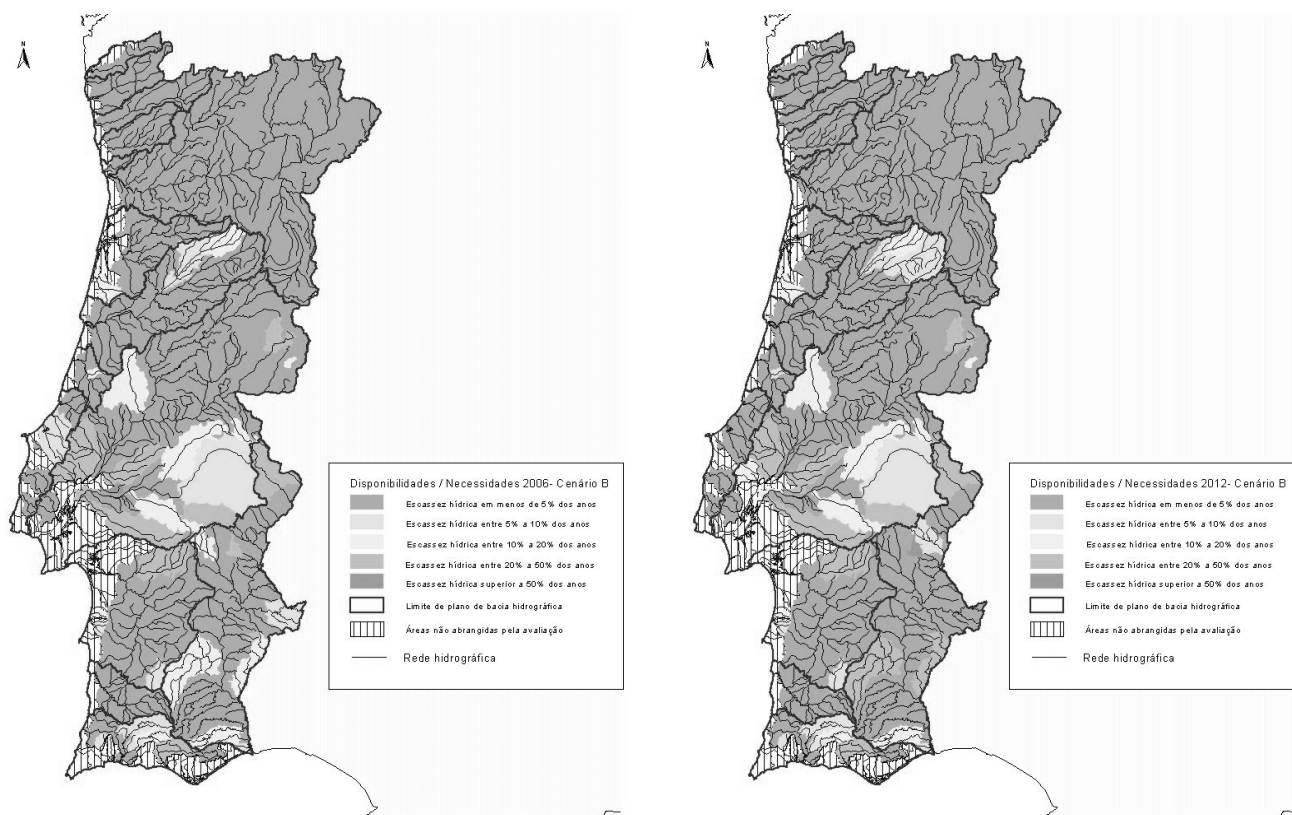 N
Disponibilidades / Necessidades 2006- Cenário B
Escassez hídrica em menos de 5% dos anos
Escassez hídrica entre 5% a 10% dos anos
Escassez hídrica entre 10% a 20% dos anos
Escassez hídrica entre 20% a 50% dos anos
Escassez hídrica superior a 50% dos anos
Limite de plano de bacia hidrográfica
Áreas não abrangidas pela avaliação
Rede hidrográfica
N
Disponibilidades / Necessidades 2012- Cenário B
Escassez hídrica em menos de 5% dos anos
Escassez hídrica entre 5% a 10% dos anos
Escassez hídrica entre 10% a 20% dos anos
Escassez hídrica entre 20% a 50% dos anos
Escassez hídrica superior a 50% dos anos
Limite de plano de bacia hidrográfica
Áreas não abrangidas pela avaliação
Rede hidrográfica